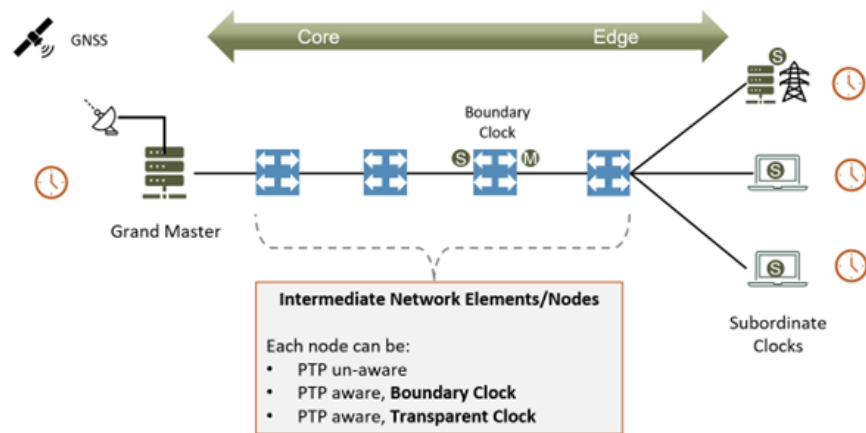 GNSS
Core
Edge
S
Boundary
Clock
S
M
Grand Master
S
S
Intermediate Network Elements/Nodes
Each node can be:
• PTP un-aware
• PTP aware, Boundary Clock
• PTP aware, Transparent Clock
Subordinate
Clocks